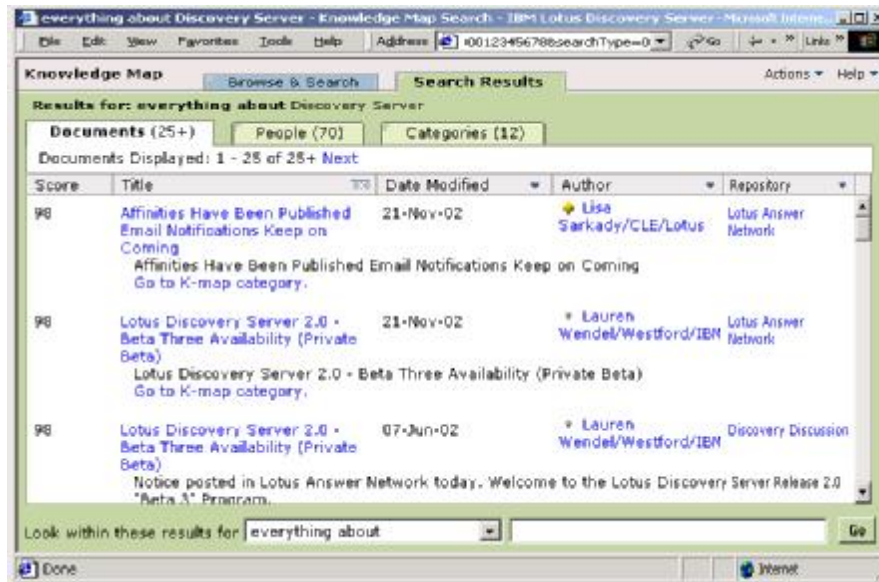 everything about Discovery Server - Knowledge Map Search - IBM Lotus Discovery Server - Microsoft Interne...
File Edit View Favorites Tools Help Address 0012345678&searchType=0 Go Links
Knowledge Map Browse & Search Search Results Actions Help
Results for: everything about Discovery Server
Documents (25+) People (70) Categories (12)
Documents Displayed: 1 - 25 of 25+ Next
Score Title Date Modified Author Repository
98 Affinities Have Been Published 21-Nov-02 Lisa Lotus Answer
Email Notifications Keep on Sarkady/CLE/Lotus Network
Coming
Affinities Have Been Published Email Notifications Keep on Coming
Go to K-map category.
98 Lotus Discovery Server 2.0 - 21-Nov-02 Lauren Lotus Answer
Beta Three Availability (Private Wendel/Westford/IBM Network
Beta)
Lotus Discovery Server 2.0 - Beta Three Availability (Private Beta)
Go to K-map category.
98 Lotus Discovery Server 2.0 - 07-Jun-02 Lauren Discovery Discussion
Beta Three Availability (Private Wendel/Westford/IBM
Beta)
Notice posted in Lotus Answer Network today. Welcome to the Lotus Discovery Server Release 2.0
"Beta 3" Program.
Look within these results for everything about Go
Done Internet